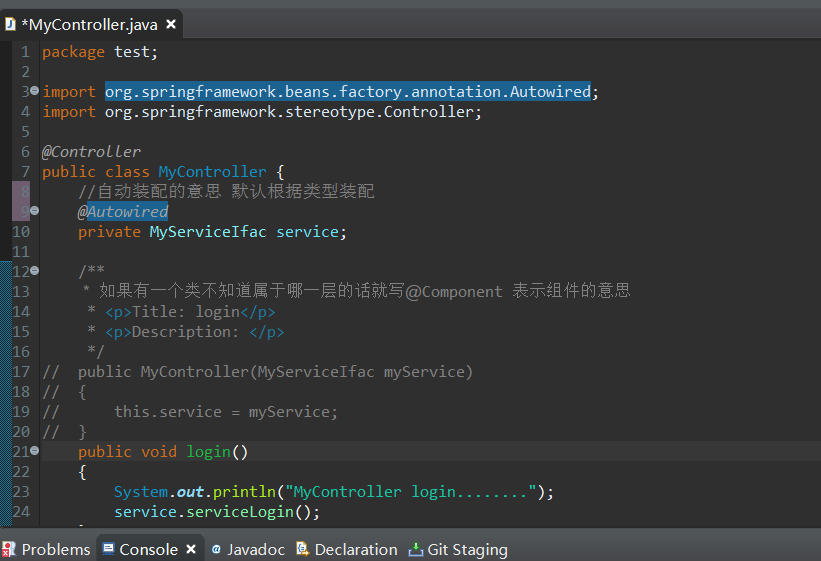 *MyController.java
1 package test;
2
3 import org.springframework.beans.factory.annotation.Autowired;
4 import org.springframework.stereotype.Controller;
5
6 @Controller
7 public class MyController {
8 //自动装配的意思 默认根据类型装配
9 @Autowired
10 private MyServiceIfac service;
11
12 /**
13 * 如果有一个类不知道属于哪一层的话就写@Component 表示组件的意思
14 * <p>Title: login</p>
15 * <p>Description: </p>
16 */
17 // public MyController(MyServiceIfac myService)
18 // {
19 // this.service = myService;
20 // }
21 public void login()
22 {
23 System.out.println("MyController login........");
24 service.serviceLogin();
Problems Console Javadoc Declaration Git Staging